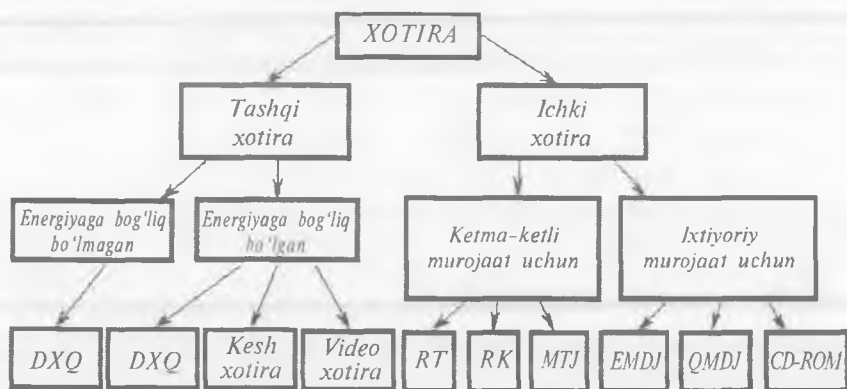 XOTIRA
Tashqi
xotira
Ichki
xotira
Energiyaga bog‘liq
bo‘lmagan
Energiyaga bog‘liq
bo‘lgan
Ketma-ketli
murojaat uchun
Ixtiyoriy
murojaat uchun
DXQ
DXQ
Kesh
xotira
Video
xotira
RT
RK
MTJ
EMDJ
QMDJ
CD-ROM